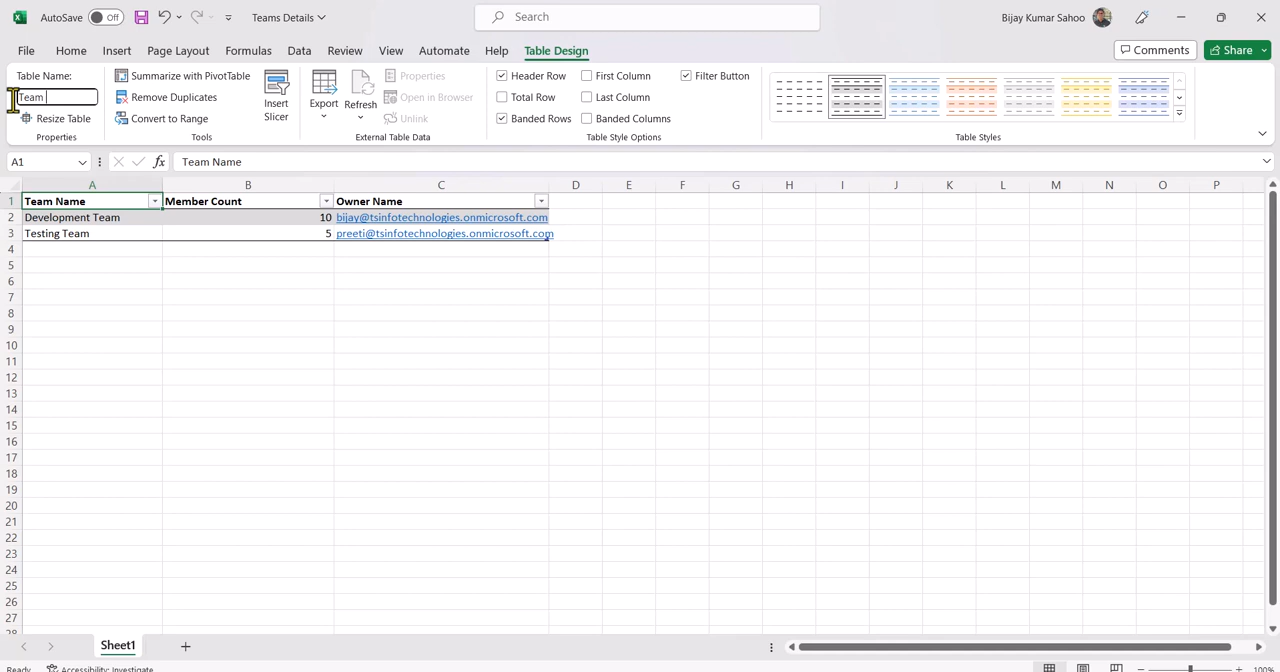 AutoSave Off Teams Details Search Bijay Kumar Sahoo
File Home Insert Page Layout Formulas Data Review View Automate Help Table Design Comments Share
Table Name: Summarize with PivotTable Properties Header Row First Column Filter Button
Team Remove Duplicates Insert Slicer Export Refresh Open in Browser Total Row Last Column
Resize Table Convert to Range Unlink Banded Rows Banded Columns
Properties Tools External Table Data Table Style Options Table Styles
A1 fx Team Name
A B C D E F G H I J K L M N O P
1 Team Name Member Count Owner Name
2 Development Team 10 bijay@tsinfotechnologies.onmicrosoft.com
3 Testing Team 5 preeti@tsinfotechnologies.onmicrosoft.com
4
5
6
7
8
9
10
11
12
13
14
15
16
17
18
19
20
21
22
23
24
25
26
27
28
Sheet1
Ready Accessibility: Investigate 100%